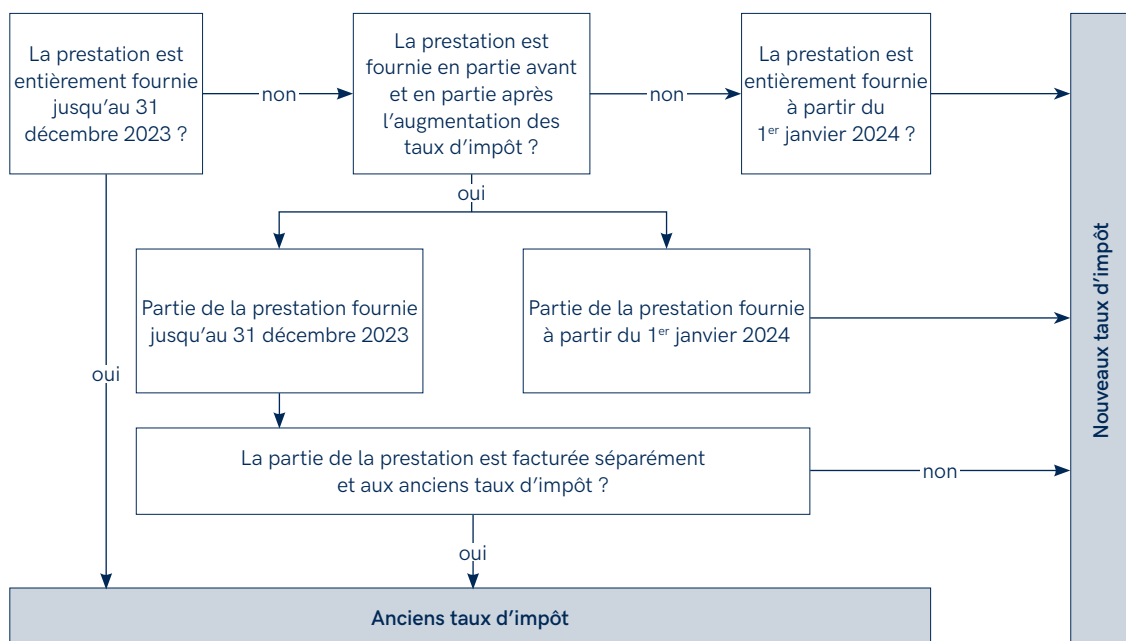 La prestation est
entièrement fournie
jusqu'au 31
décembre 2023 ?
non
La prestation est
fournie en partie avant
et en partie après
l'augmentation des
taux d'impôt ?
non
La prestation est
entièrement fournie
à partir du
1er janvier 2024 ?
oui
Partie de la prestation fournie
jusqu'au 31 décembre 2023
Partie de la prestation fournie
à partir du 1er janvier 2024
oui
La partie de la prestation est facturée séparément
et aux anciens taux d'impôt ?
non
oui
Anciens taux d'impôt
Nouveaux taux d'impôt